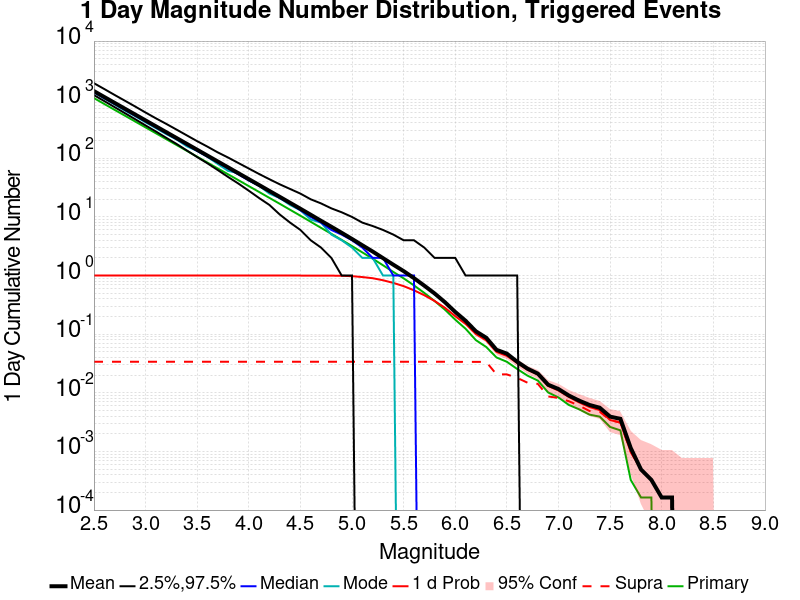 1 Day Magnitude Number Distribution, Triggered Events
1 Day Cumulative Number
10^4
10^3
10^2
10^1
10^0
10^-1
10^-2
10^-3
10^-4
2.5 3.0 3.5 4.0 4.5 5.0 5.5 6.0 6.5 7.0 7.5 8.0 8.5 9.0
Magnitude
Mean 2.5%,97.5% Median Mode 1 d Prob 95% Conf Supra Primary